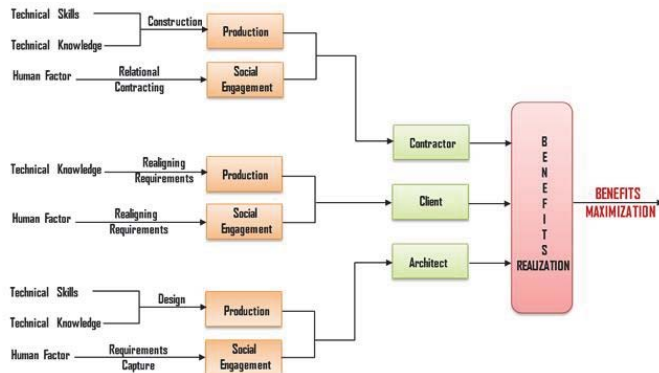 Technical Skills
Construction
Production
Technical Knowledge
Human Factor
Relational
Contracting
Social
Engagement
Contractor
Technical Knowledge
Realigning
Requirements
Production
Human Factor
Realigning
Requirements
Social
Engagement
Client
Technical Skills
Design
Production
Technical Knowledge
Human Factor
Requirements
Capture
Social
Engagement
Architect
BENEFITS
REALIZATION
BENEFITS
MAXIMIZATION